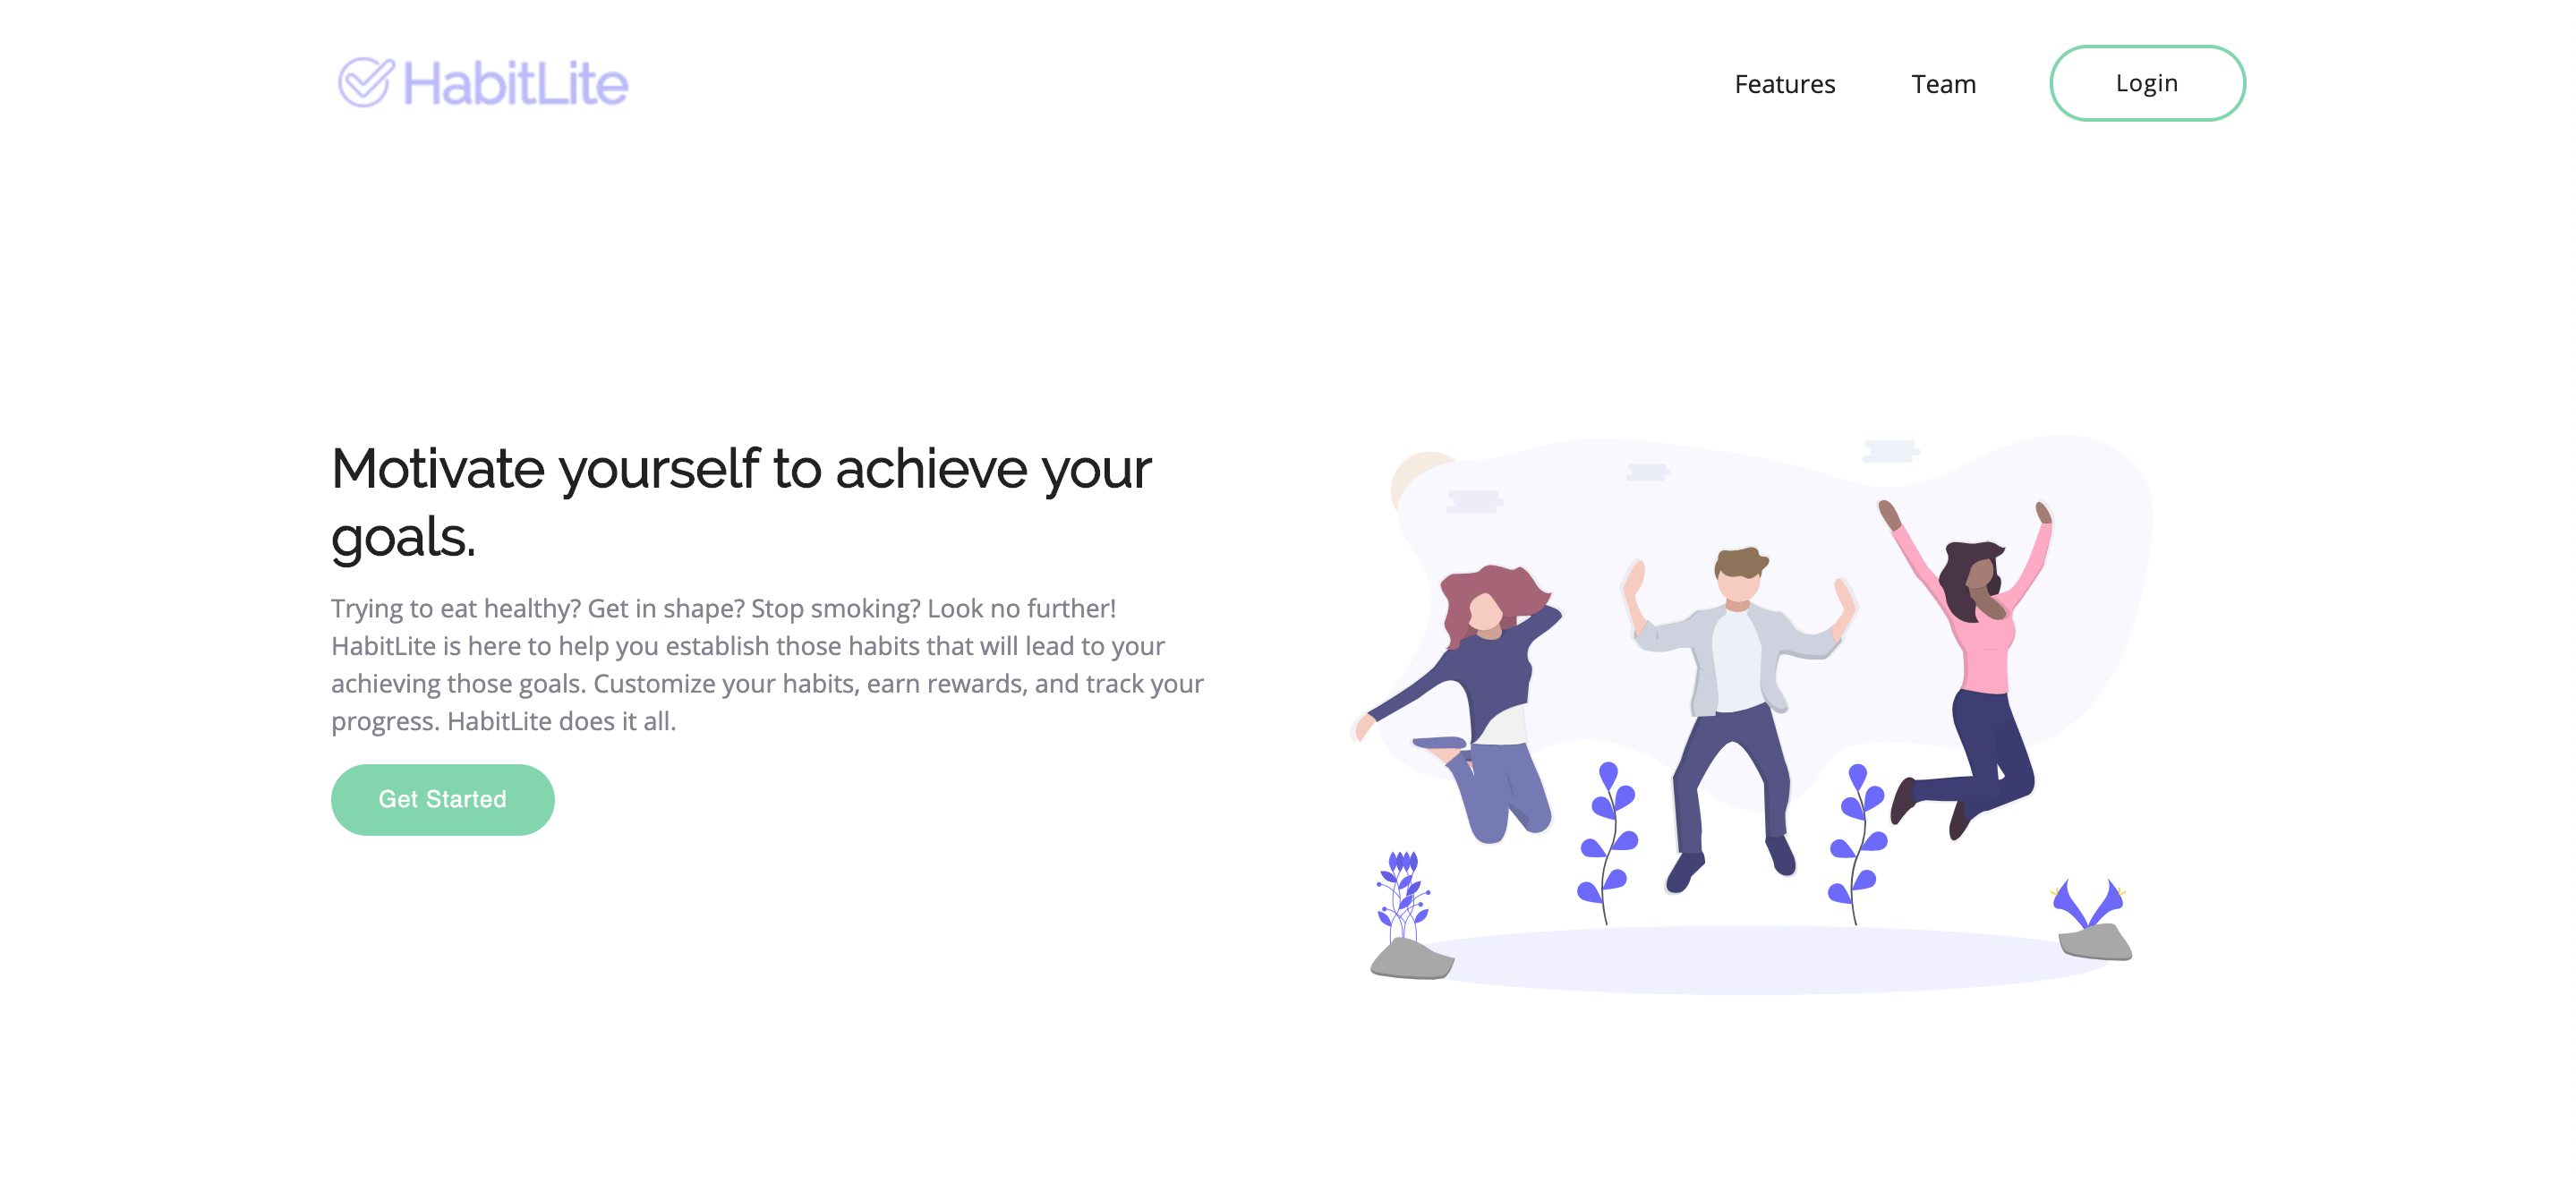 HabitLite
Features
Team
Login
Motivate yourself to achieve your
goals.
Trying to eat healthy? Get in shape? Stop smoking? Look no further!
HabitLite is here to help you establish those habits that will lead to your
achieving those goals. Customize your habits, earn rewards, and track your
progress. HabitLite does it all.
Get Started